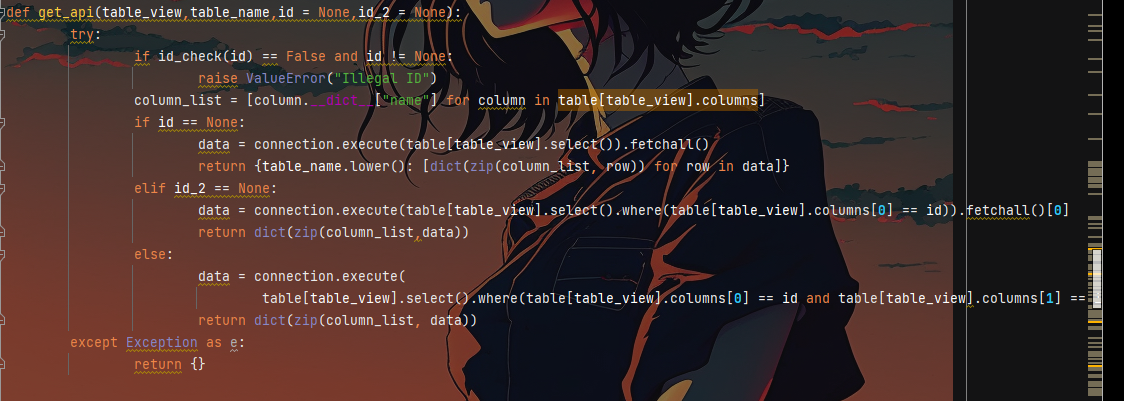 def get_api(table_view,table_name,id = None,id_2 = None):
try:
if id_check(id) == False and id != None:
raise ValueError("Illegal ID")
column_list = [column.__dict__["name"] for column in table[table_view].columns]
if id == None:
data = connection.execute(table[table_view].select()).fetchall()
return {table_name.lower(): [dict(zip(column_list, row)) for row in data]}
elif id_2 == None:
data = connection.execute(table[table_view].select().where(table[table_view].columns[0] == id)).fetchall()[0]
return dict(zip(column_list,data))
else:
data = connection.execute(
table[table_view].select().where(table[table_view].columns[0] == id and table[table_view].columns[1] ==
return dict(zip(column_list, data))
except Exception as e:
return {}